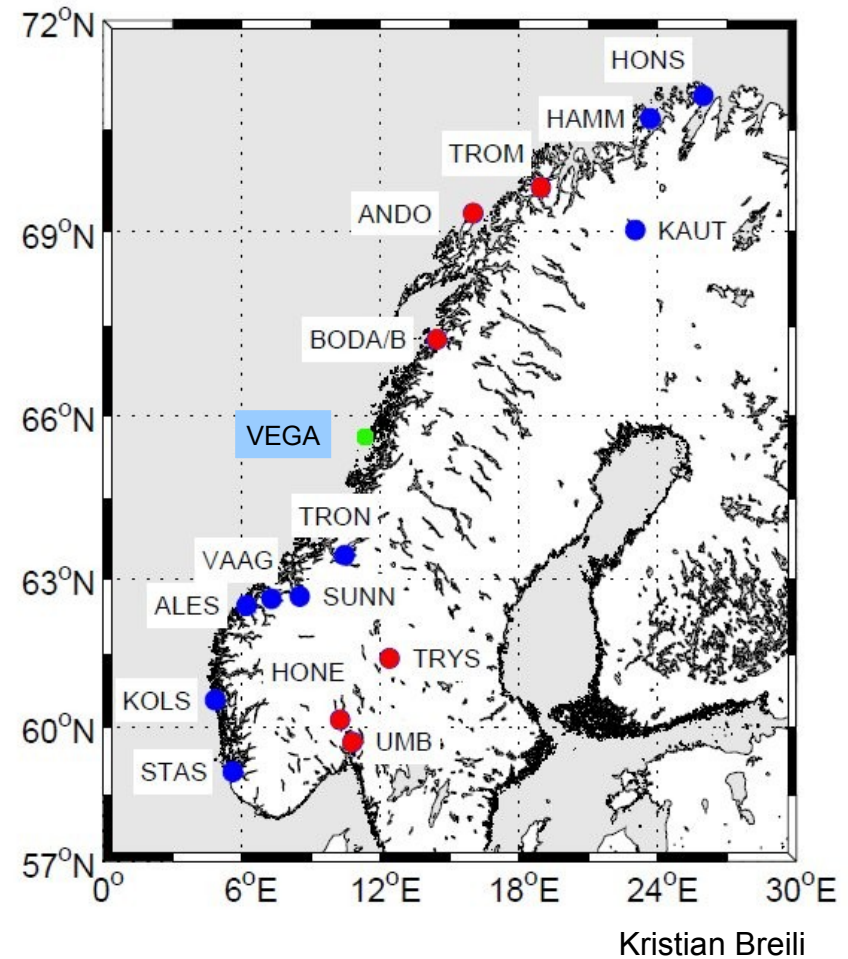 72°N
HONS
HAMM
TROM
ANDO
69°N
KAUT
BODA/B
66°N
VEGA
TRON
VAAG
63°N
ALES
SUNN
HONE
TRYS
KOLS
60°N
UMB
STAS
57°N
0° 6°E 12°E 18°E 24°E 30°E
Kristian Breili